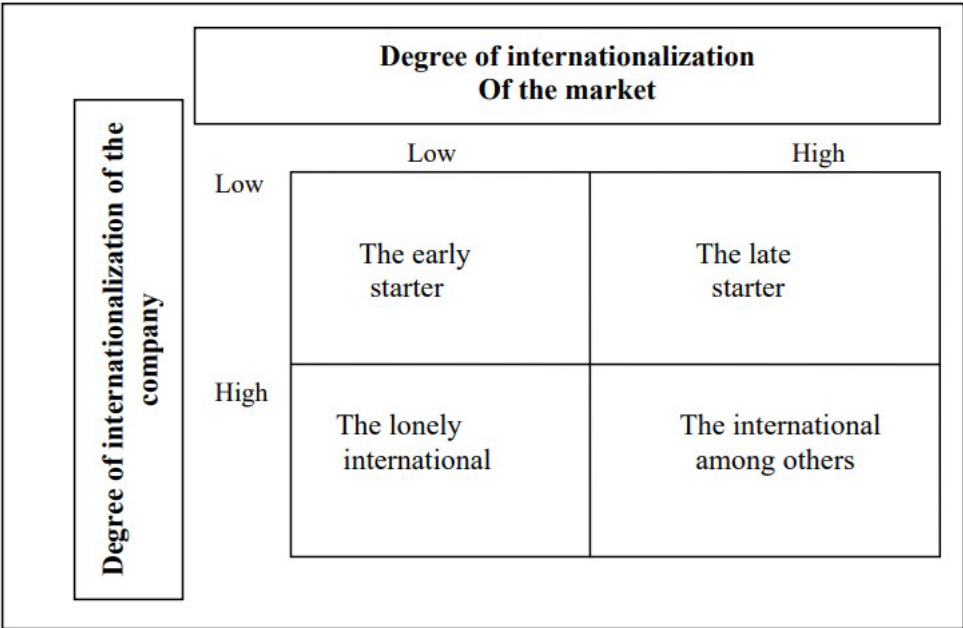 Degree of internationalization
Of the market
Degree of internationalization of the
company
Low
High
Low
The early
starter
The late
starter
High
The lonely
international
The international
among others